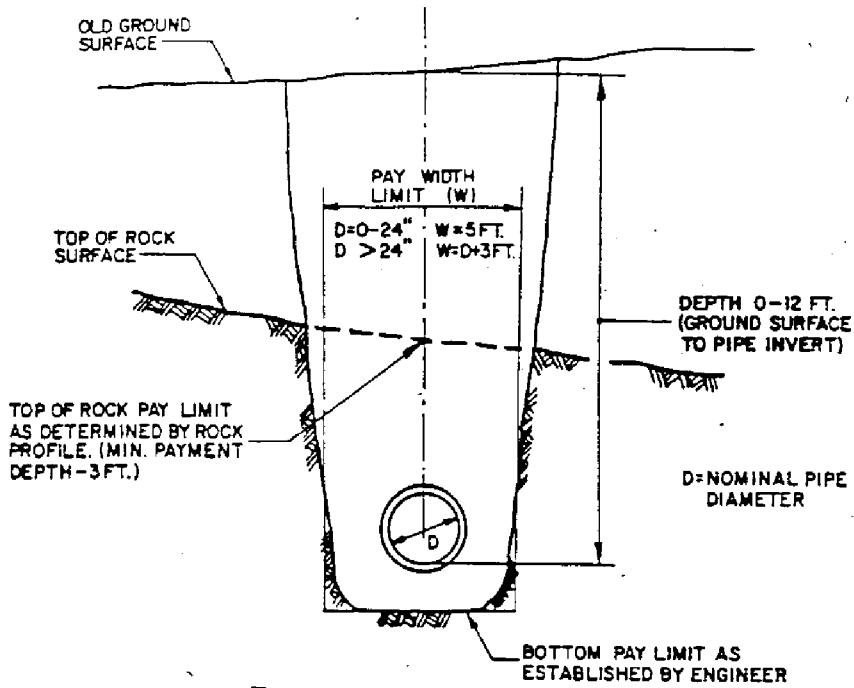 OLD GROUND
SURFACE
PAY WIDTH
LIMIT (W)
D=0-24" W=5FT.
D >24" W=D+3FT.
TOP OF ROCK
SURFACE
DEPTH 0-12 FT.
(GROUND SURFACE
TO PIPE INVERT)
TOP OF ROCK PAY LIMIT
AS DETERMINED BY ROCK
PROFILE. (MIN. PAYMENT
DEPTH-3FT.)
D=NOMINAL PIPE
DIAMETER
D
BOTTOM PAY LIMIT AS
ESTABLISHED BY ENGINEER